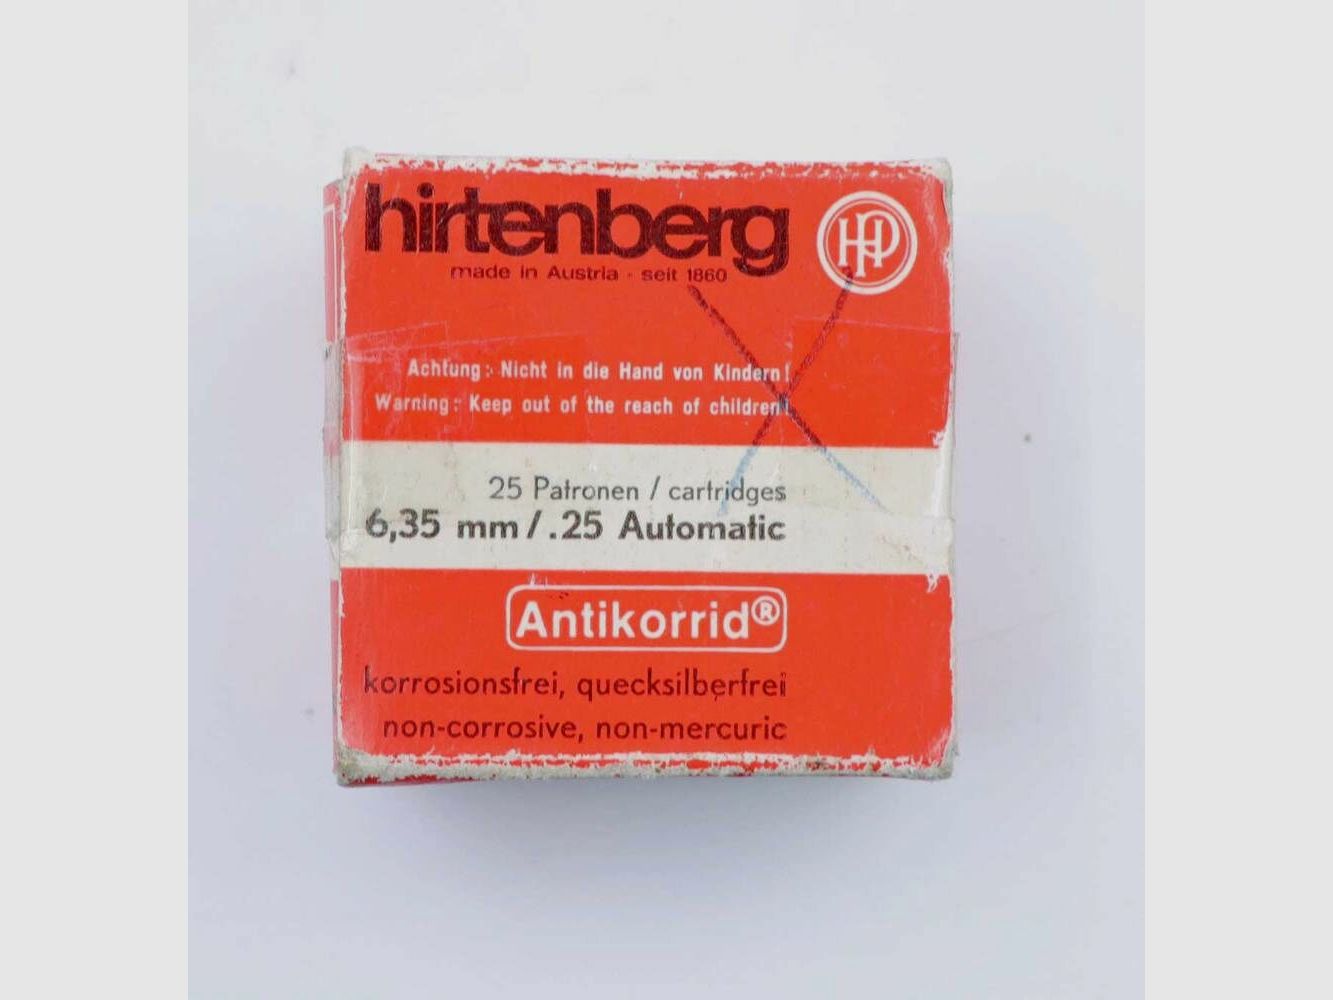 hirtenberg
HP
made in Austria - seit 1860
Achtung: Nicht in die Hand von Kindern!
Warning: Keep out of the reach of children!
25 Patronen / cartridges
6,35 mm/.25 Automatic
Antikorrid®
korrosionsfrei, quecksilberfrei
non-corrosive, non-mercuric